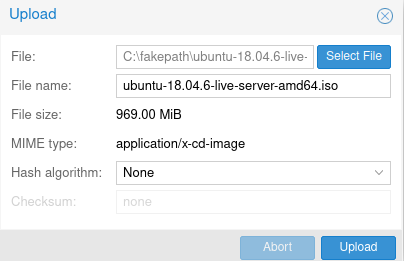 Upload
File: C:\fakepath\ubuntu-18.04.6-live- Select File
File name: ubuntu-18.04.6-live-server-amd64.iso
File size: 969.00 MiB
MIME type: application/x-cd-image
Hash algorithm: None
Checksum: none
Abort Upload